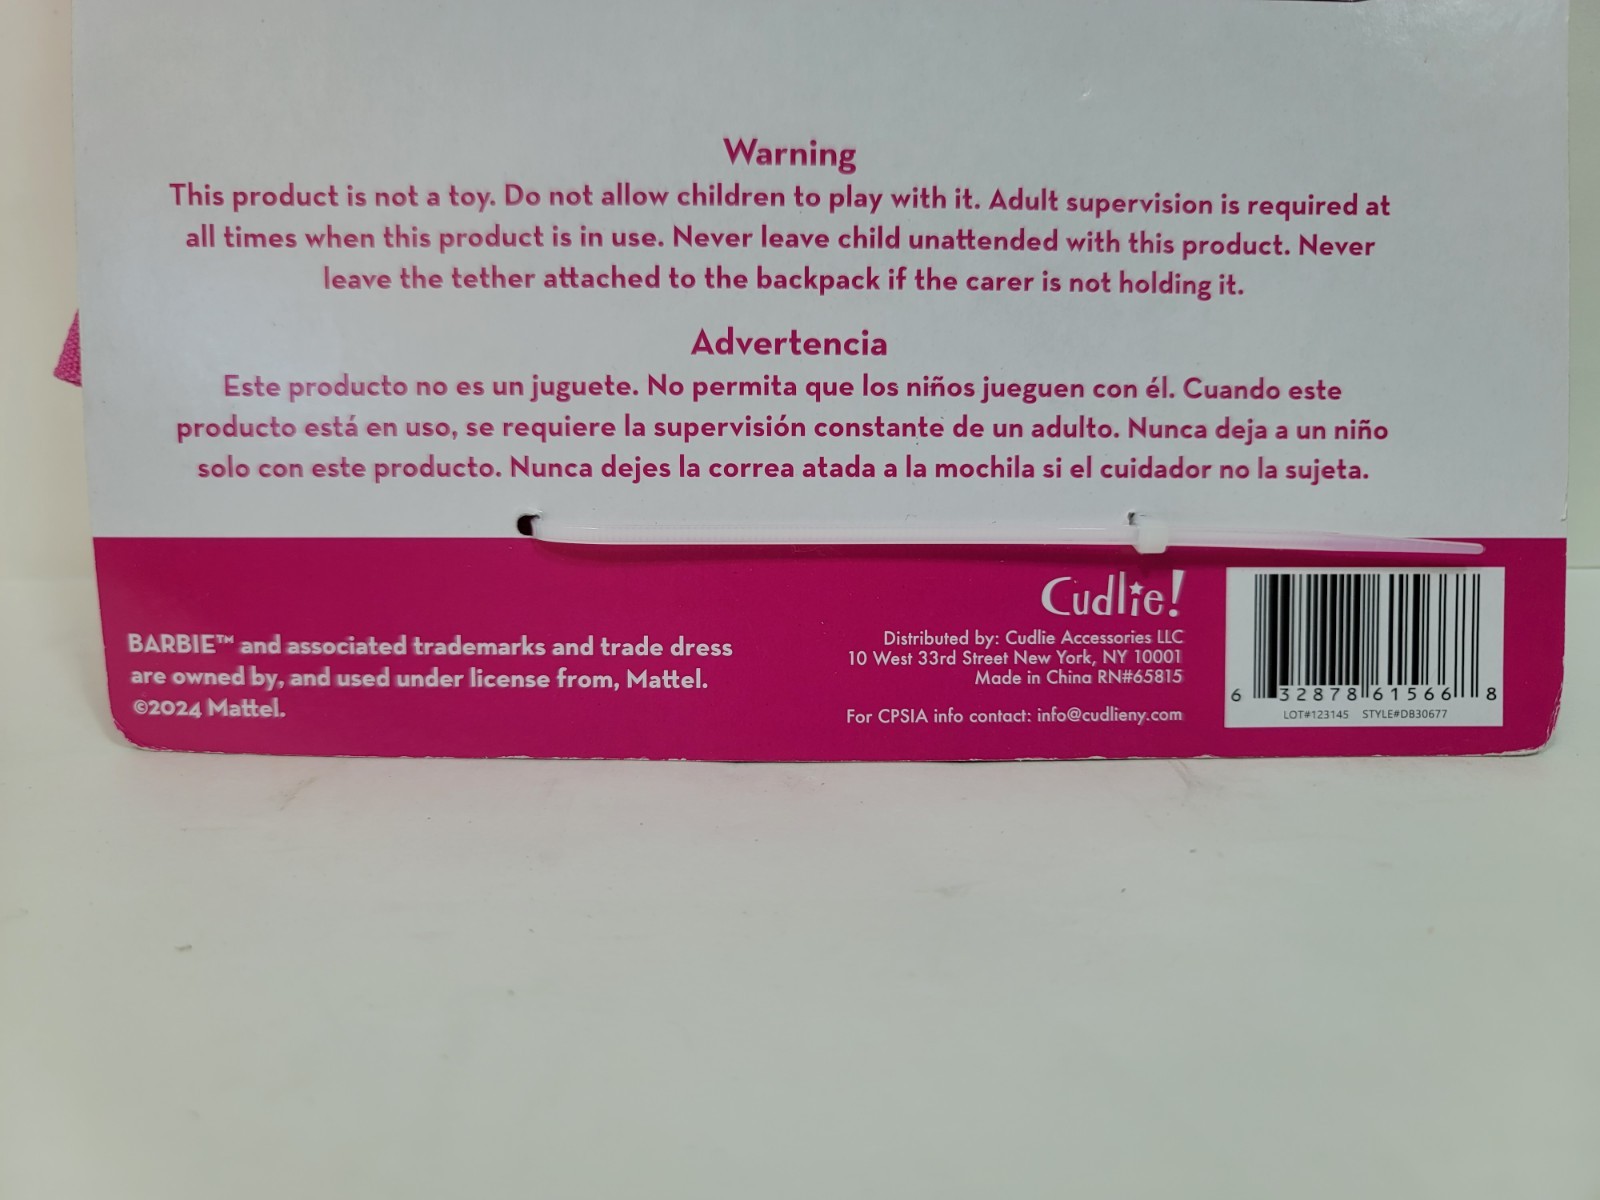 Warning
This product is not a toy. Do not allow children to play with it. Adult supervision is required at
all times when this product is in use. Never leave child unattended with this product. Never
leave the tether attached to the backpack if the carer is not holding it.
Advertencia
Este producto no es un juguete. No permita que los niños jueguen con él. Cuando este
producto está en uso, se requiere la supervisión constante de un adulto. Nunca deja a un niño
solo con este producto. Nunca dejes la correa atada a la mochila si el cuidador no la sujeta.
BARBIE™ and associated trademarks and trade dress
are owned by, and used under license from, Mattel.
©2024 Mattel.
Cudlie!
Distributed by: Cudlie Accessories LLC
10 West 33rd Street New York, NY 10001
Made in China RN#65815
For CPSIA info contact: info@cudlieny.com
6 32878 61566 8
LOT#123145 STYLE#DB30677